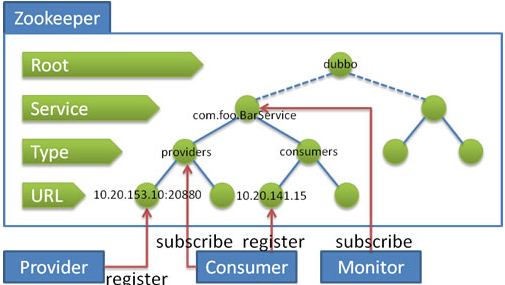 Zookeeper
Root
dubbo
Service
com.foo.BarService
Type
providers
consumers
URL
10.20.153.10:20880
10.20.141.15
subscribe
register
subscribe
Provider
Consumer
Monitor
register